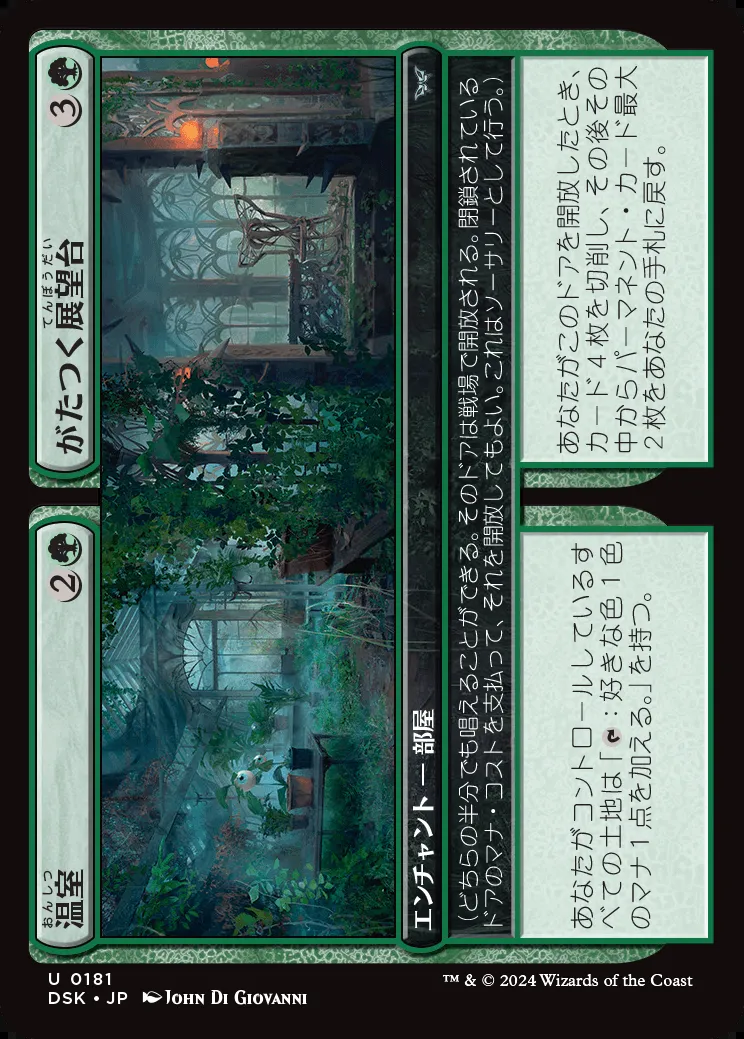 温室
おんしつ
2
がたつく展望台
てんぼうだい
3
エンチャント — 部屋
(どちらの半分でも唱えることができる。そのドアは戦場で開放される。閉鎖されている
ドアのマナ・コストを支払って、それを開放してもよい。これはソーサリーとして行う。)
あなたがコントロールしているす
べての土地は「:好きな色1色
のマナ1点を加える。」を持つ。
あなたがこのドアを開放したとき、
カード4枚を切削し、その後その
中からパーマネント・カード最大
2枚をあなたの手札に戻す。
U 0181
DSK • JP John Di Giovanni
™ & © 2024 Wizards of the Coast